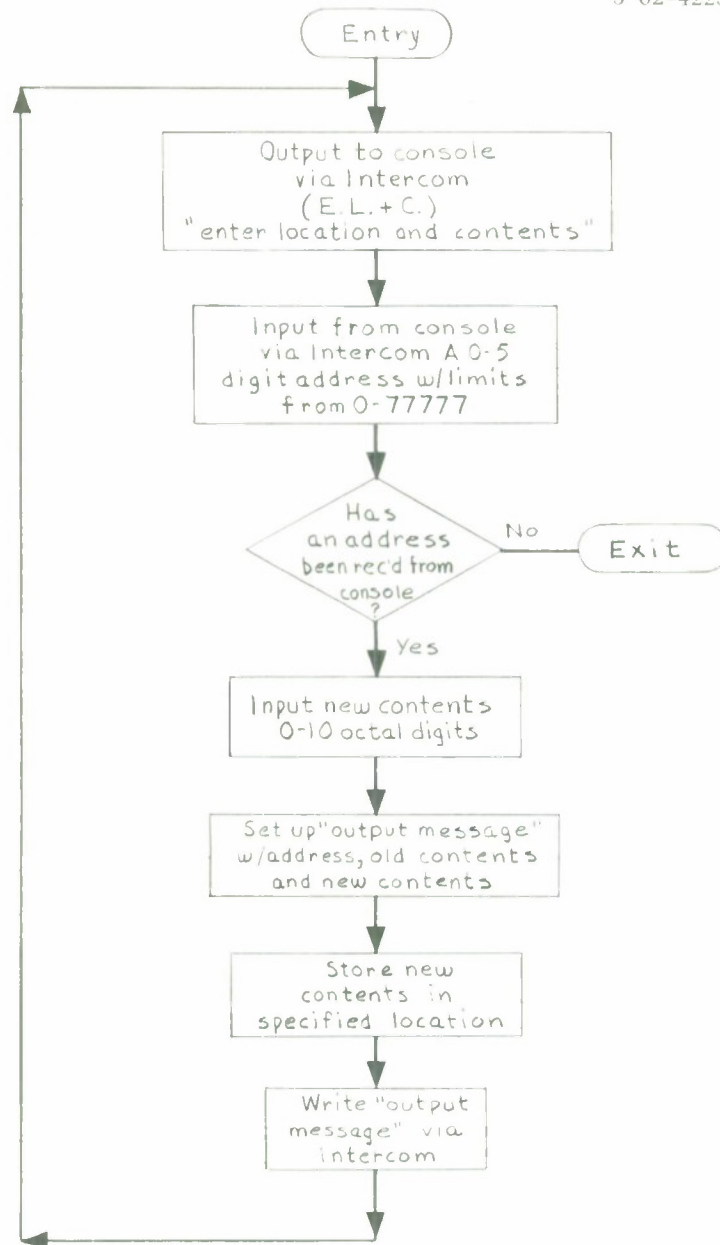 Entry
Output to console
via Intercom
(E.L.+C.)
"enter location and contents"
Input from console
via Intercom A 0-5
digit address w/limits
from 0-77777
Has
an address
been rec'd from
console
?
No
Exit
Yes
Input new contents
0-10 octal digits
Set up "output message"
w/address, old contents
and new contents
Store new
contents in
specified location
Write "output
message" via
Intercom